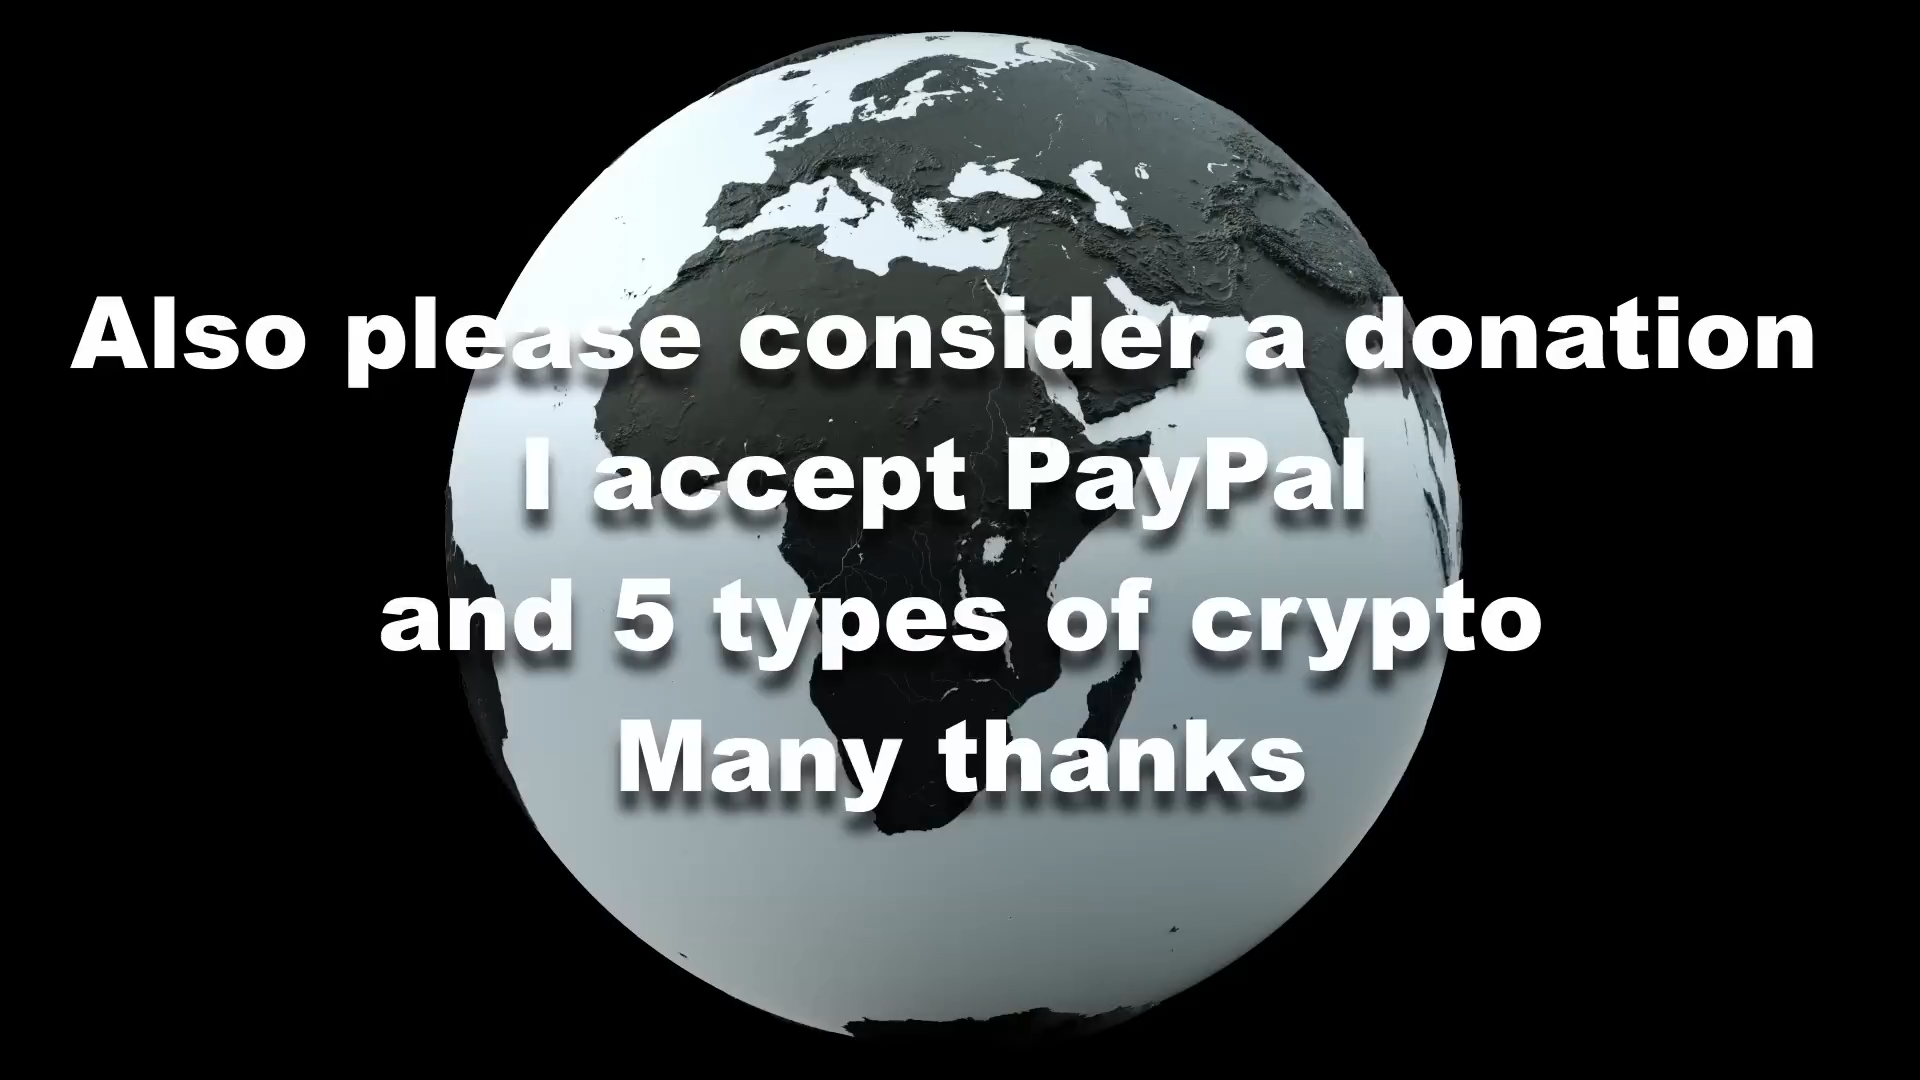 Also please consider a donation
I accept PayPal
and 5 types of crypto
Many thanks